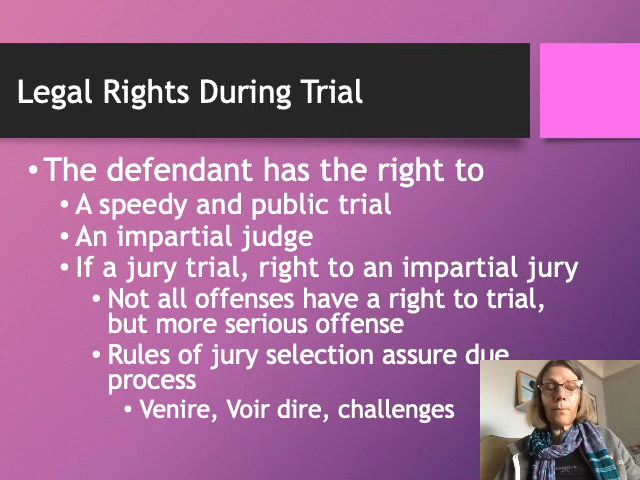 Legal Rights During Trial
• The defendant has the right to
• A speedy and public trial
• An impartial judge
• If a jury trial, right to an impartial jury
• Not all offenses have a right to trial,
but more serious offense
• Rules of jury selection assure due
process
• Venire, Voir dire, challenges